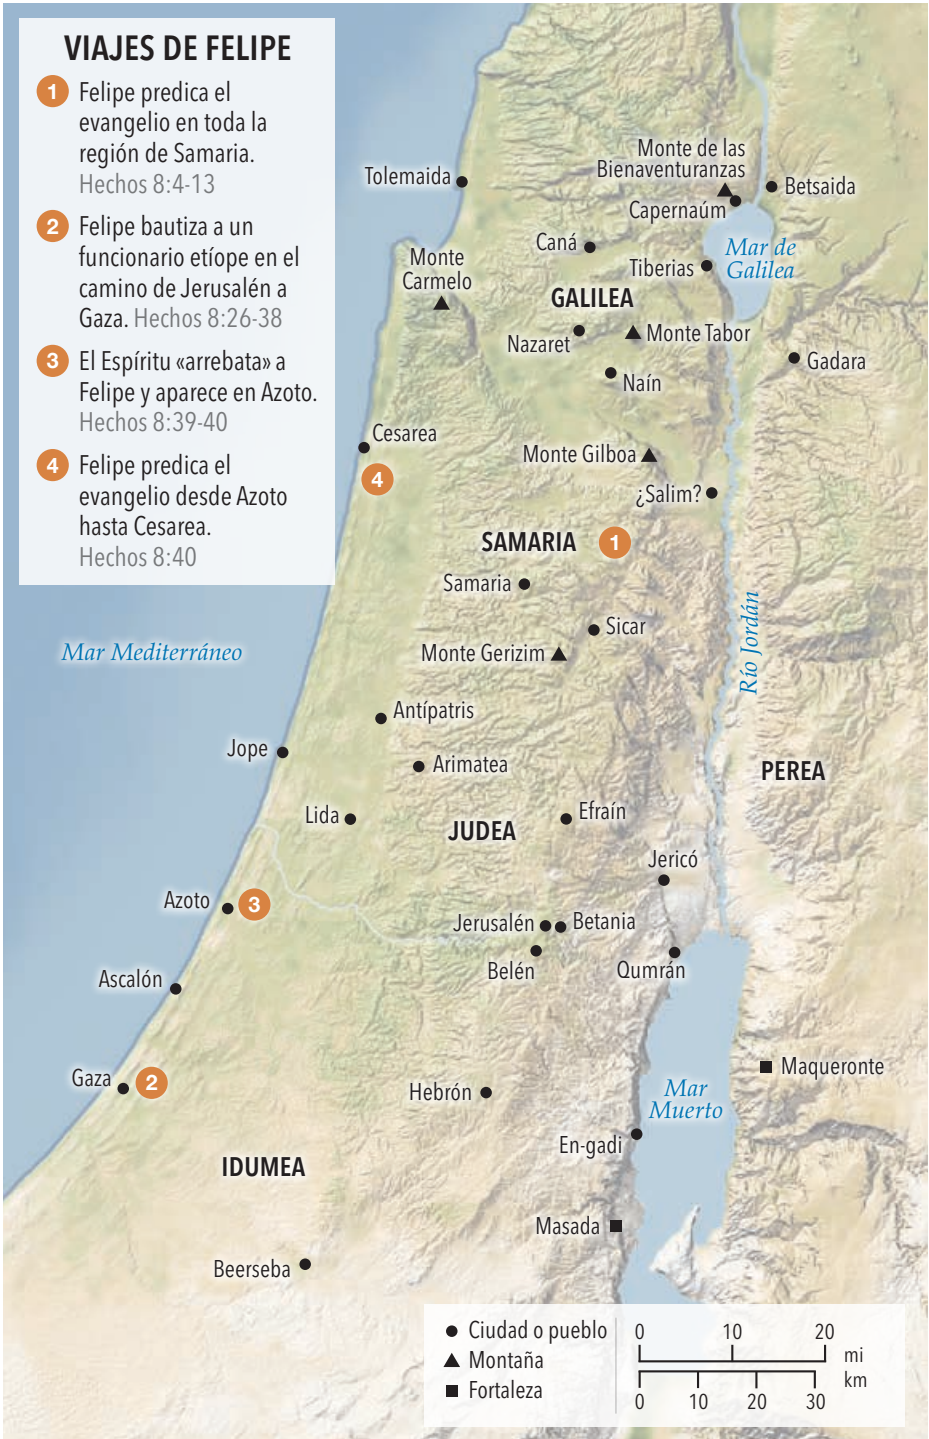 VIAJES DE FELIPE
1 Felipe predica el
evangelio en toda la
región de Samaria.
Hechos 8:4-13
2 Felipe bautiza a un
funcionario etíope en el
camino de Jerusalén a
Gaza. Hechos 8:26-38
3 El Espíritu «arrebata» a
Felipe y aparece en Azoto.
Hechos 8:39-40
4 Felipe predica el
evangelio desde Azoto
hasta Cesarea.
Hechos 8:40
Monte de las
Bienaventuranzas
Tolemaida
Betsaida
Capernaúm
Caná
Mar de
Galilea
Monte
Carmelo
Tiberias
GALILEA
Nazaret
Monte Tabor
Gadara
Naín
Cesarea
4
Monte Gilboa
¿Salim?
SAMARIA
1
Samaria
Sicar
Río Jordán
Mar Mediterráneo
Monte Gerizim
Antípatris
Jope
Arimatea
PEREA
Lida
JUDEA
Efraín
Jericó
Azoto
3
Jerusalén
Betania
Belén
Qumrán
Ascalón
Gaza
2
Hebrón
Mar
Muerto
Maqueronte
En-gadi
IDUMEA
Masada
Beerseba
Ciudad o pueblo
Montaña
Fortaleza
0 10 20
mi
km
0 10 20 30